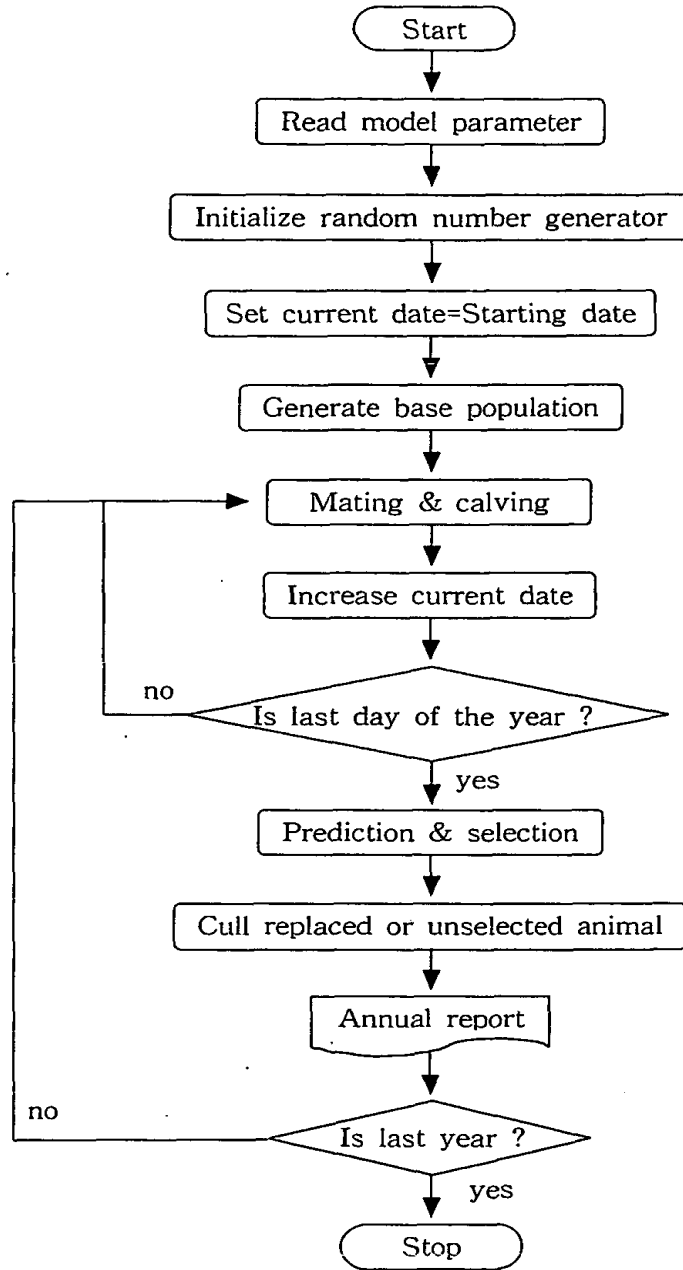 Start
Read model parameter
Initialize random number generator
Set current date=Starting date
Generate base population
Mating & calving
Increase current date
no
Is last day of the year ?
yes
Prediction & selection
Cull replaced or unselected animal
Annual report
no
Is last year ?
yes
Stop